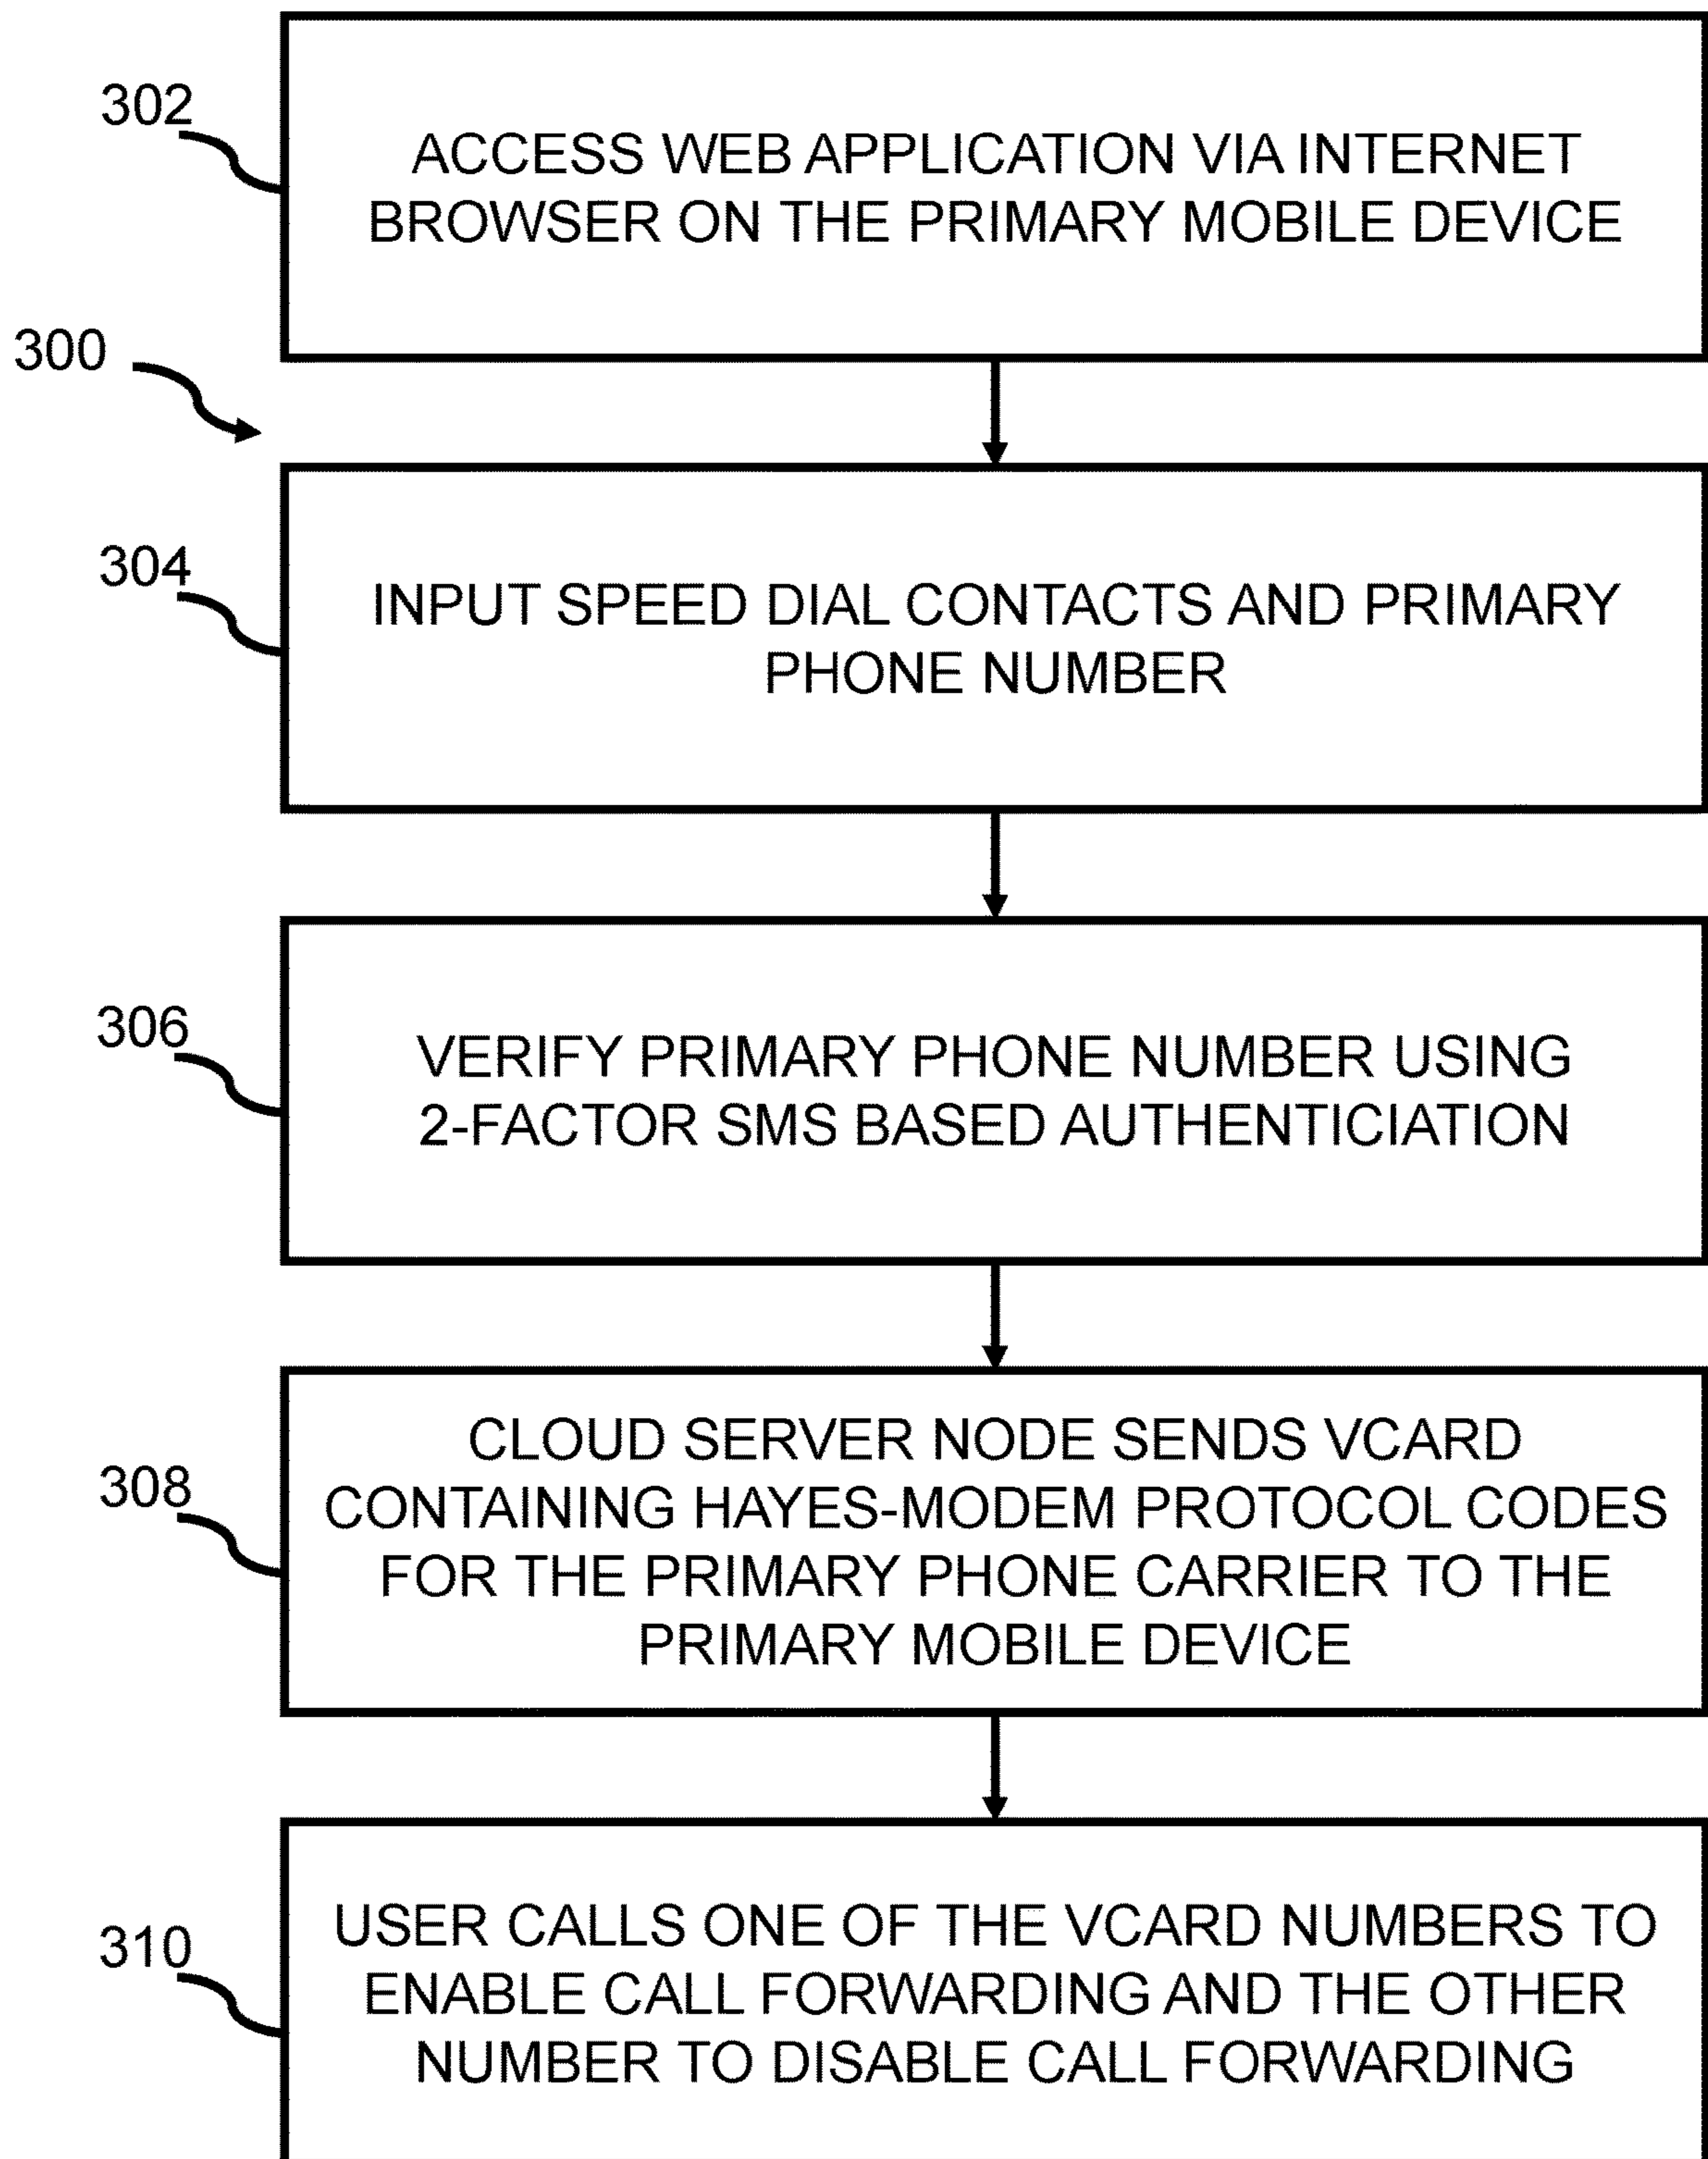 302
ACCESS WEB APPLICATION VIA INTERNET
BROWSER ON THE PRIMARY MOBILE DEVICE
300
304
INPUT SPEED DIAL CONTACTS AND PRIMARY
PHONE NUMBER
306
VERIFY PRIMARY PHONE NUMBER USING
2-FACTOR SMS BASED AUTHENTICIATION
308
CLOUD SERVER NODE SENDS VCARD
CONTAINING HAYES-MODEM PROTOCOL CODES
FOR THE PRIMARY PHONE CARRIER TO THE
PRIMARY MOBILE DEVICE
310
USER CALLS ONE OF THE VCARD NUMBERS TO
ENABLE CALL FORWARDING AND THE OTHER
NUMBER TO DISABLE CALL FORWARDING